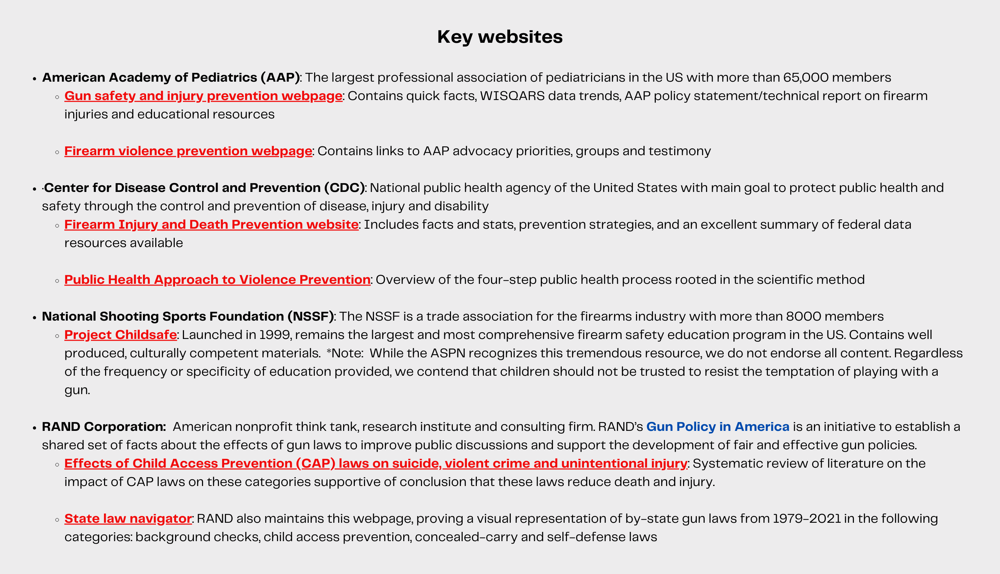 Key websites
• American Academy of Pediatrics (AAP): The largest professional association of pediatricians in the US with more than 65,000 members
◦ Gun safety and injury prevention webpage: Contains quick facts, WISQARS data trends, AAP policy statement/technical report on firearm
injuries and educational resources
◦ Firearm violence prevention webpage: Contains links to AAP advocacy priorities, groups and testimony
• ·Center for Disease Control and Prevention (CDC): National public health agency of the United States with main goal to protect public health and
safety through the control and prevention of disease, injury and disability
◦ Firearm Injury and Death Prevention website: Includes facts and stats, prevention strategies, and an excellent summary of federal data
resources available
◦ Public Health Approach to Violence Prevention: Overview of the four-step public health process rooted in the scientific method
• National Shooting Sports Foundation (NSSF): The NSSF is a trade association for the firearms industry with more than 8000 members
◦ Project Childsafe: Launched in 1999, remains the largest and most comprehensive firearm safety education program in the US. Contains well
produced, culturally competent materials.  *Note:  While the ASPN recognizes this tremendous resource, we do not endorse all content. Regardless
of the frequency or specificity of education provided, we contend that children should not be trusted to resist the temptation of playing with a
gun.
• RAND Corporation:  American nonprofit think tank, research institute and consulting firm. RAND’s Gun Policy in America is an initiative to establish a
shared set of facts about the effects of gun laws to improve public discussions and support the development of fair and effective gun policies.
◦ Effects of Child Access Prevention (CAP) laws on suicide, violent crime and unintentional injury: Systematic review of literature on the
impact of CAP laws on these categories supportive of conclusion that these laws reduce death and injury.
◦ State law navigator: RAND also maintains this webpage, proving a visual representation of by-state gun laws from 1979-2021 in the following
categories: background checks, child access prevention, concealed-carry and self-defense laws